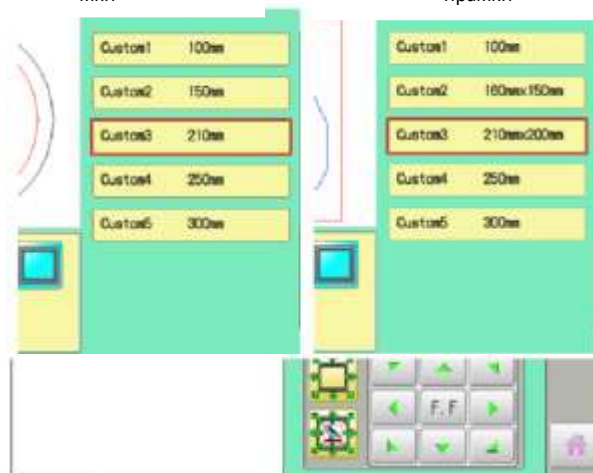 Custom1 100mm
Custom2 150mm
Custom3 210mm
Custom4 250mm
Custom5 300mm
Custom1 100mm
Custom2 160mmx150mm
Custom3 210mmx200mm
Custom4 250mm
Custom5 300mm
F.F